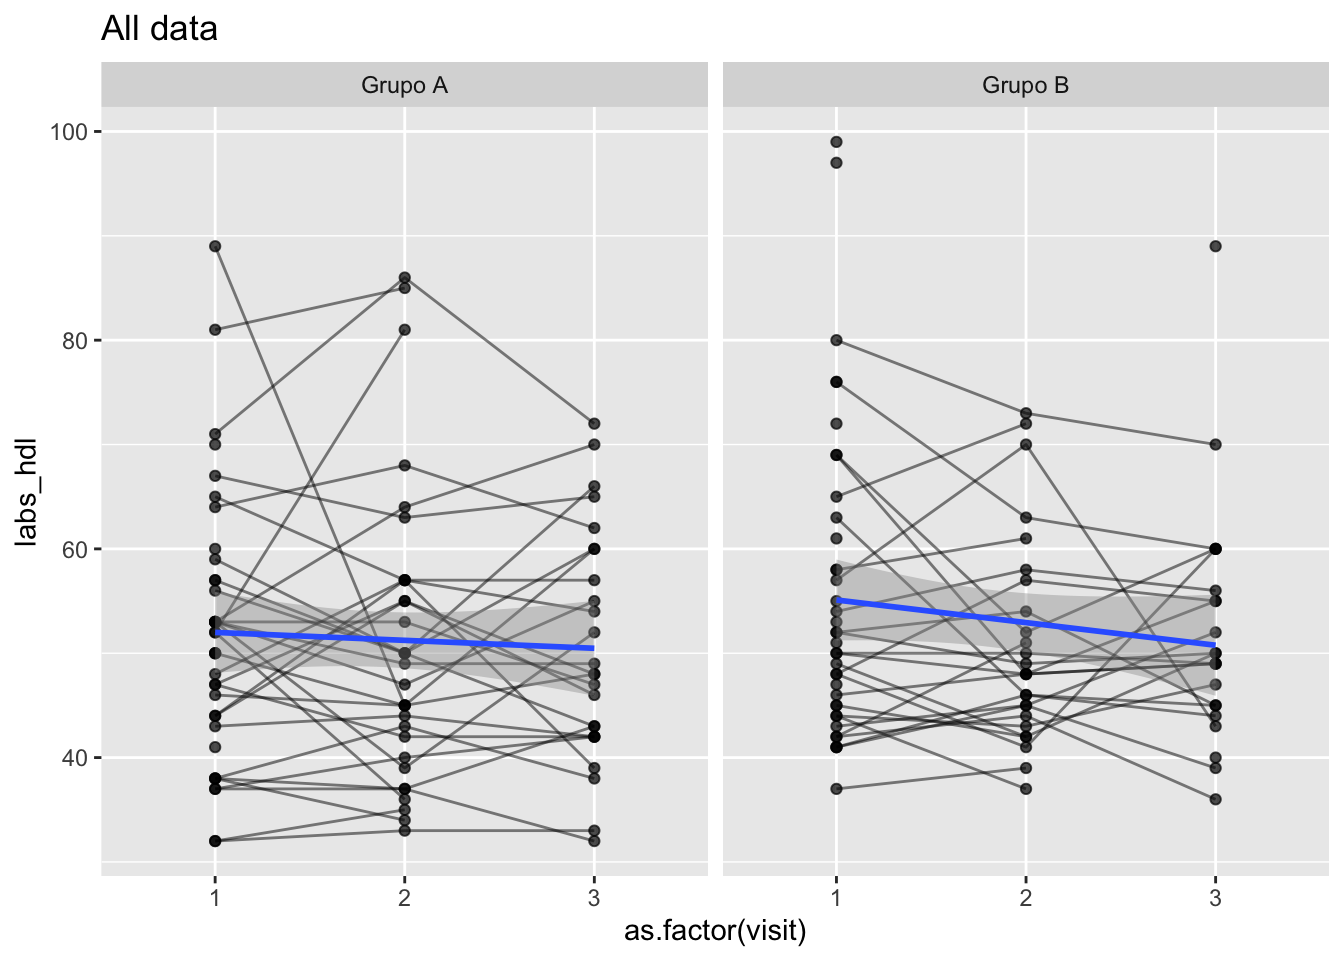 All data
Grupo A
Grupo B
100
80
60
40
labs_hdl
1
2
3
1
2
3
as.factor(visit)